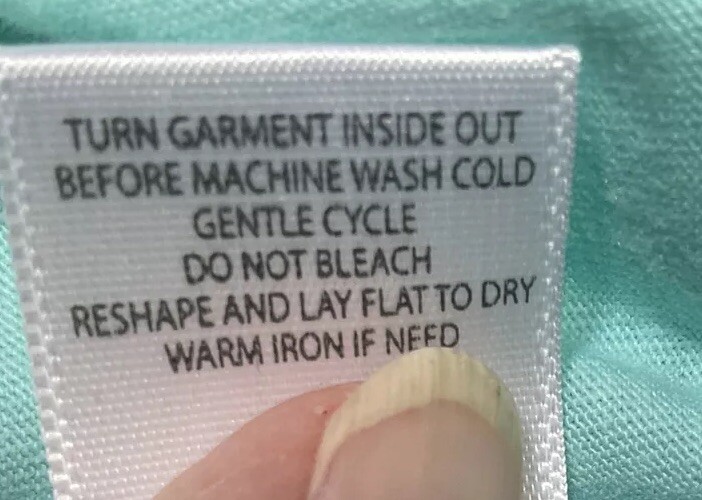 TURN GARMENT INSIDE OUT
BEFORE MACHINE WASH COLD
GENTLE CYCLE
DO NOT BLEACH
RESHAPE AND LAY FLAT TO DRY
WARM IRON IF NEED